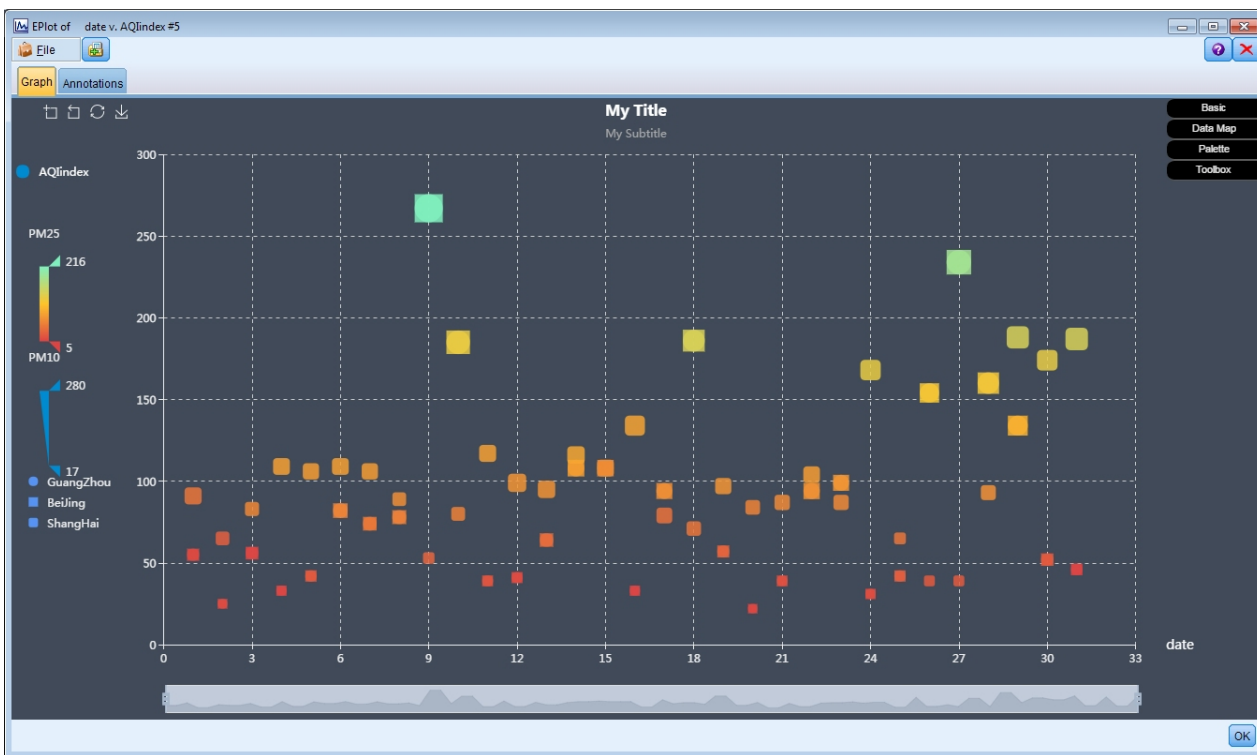 EPlot of date v. AQIindex #5
File
Graph Annotations
My Title
My Subtitle
Basic
Data Map
Palette
Toolbox
AQIindex
PM25
216
5
PM10
280
17
GuangZhou
BeiJing
ShangHai
300
250
200
150
100
50
0
0 3 6 9 12 15 18 21 24 27 30 33
date
OK